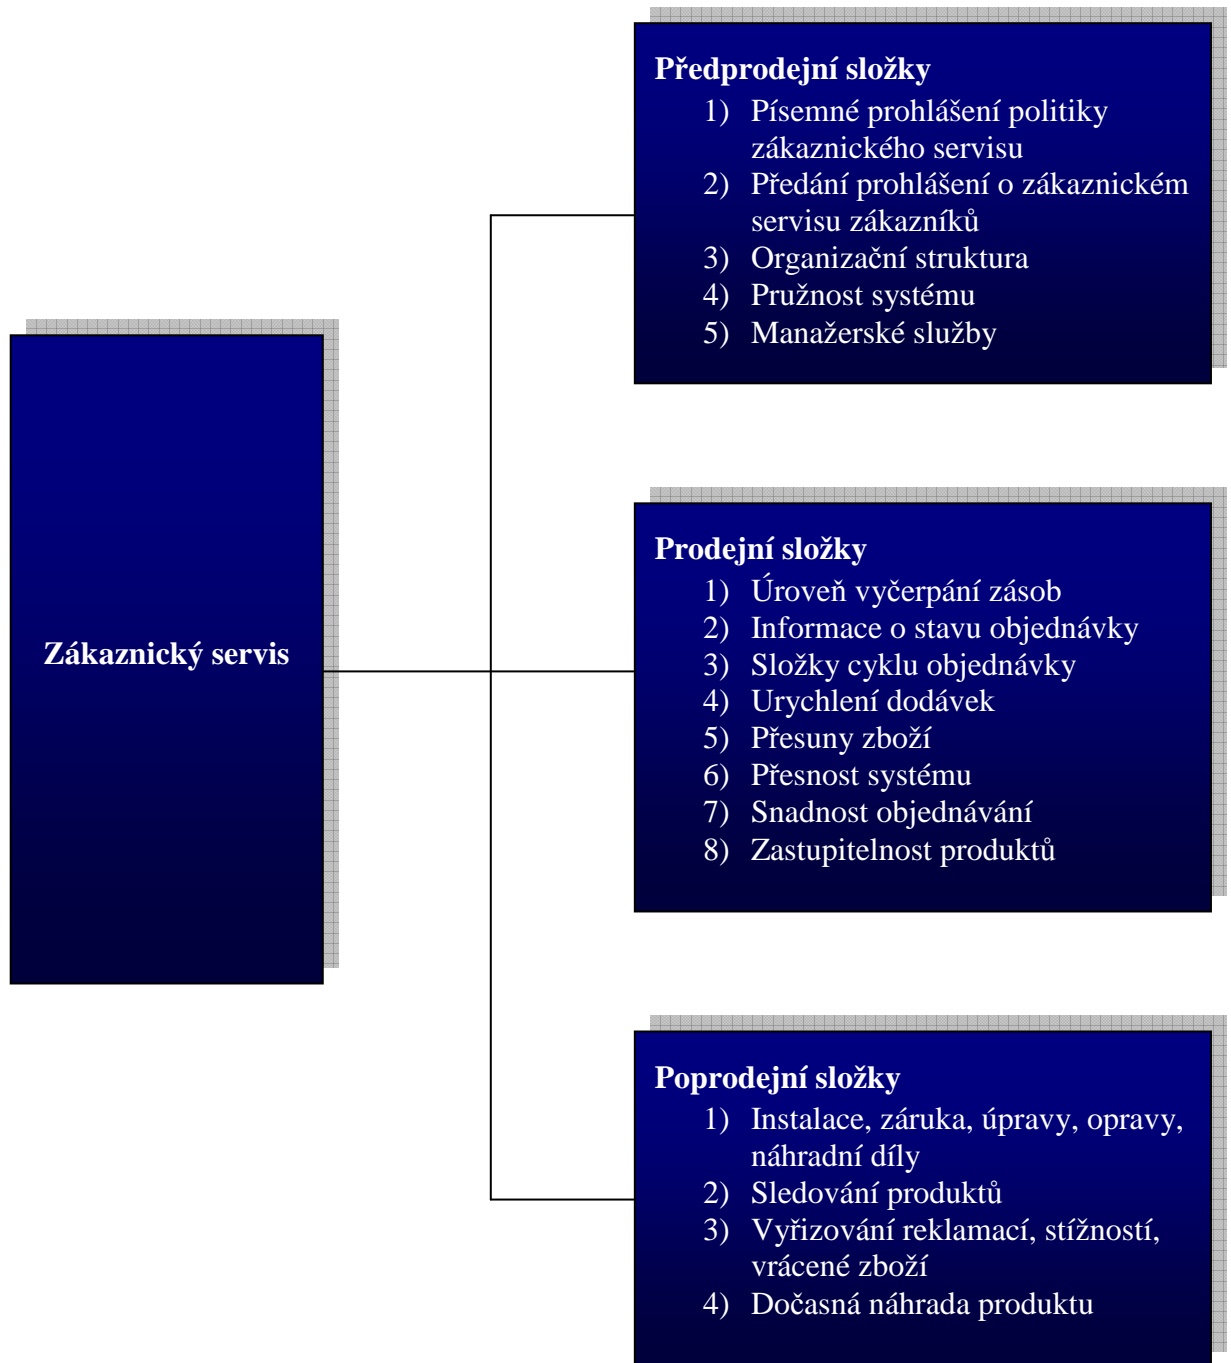 Zákaznický servis
Předprodejní složky
1) Písemné prohlášení politiky
zákaznického servisu
2) Předání prohlášení o zákaznickém
servisu zákazníků
3) Organizační struktura
4) Pružnost systému
5) Manažerské služby
Prodejní složky
1) Úroveň vyčerpání zásob
2) Informace o stavu objednávky
3) Složky cyklu objednávky
4) Urychlení dodávek
5) Přesuny zboží
6) Přesnost systému
7) Snadnost objednávání
8) Zastupitelnost produktů
Poprodejní složky
1) Instalace, záruka, úpravy, opravy,
náhradní díly
2) Sledování produktů
3) Vyřizování reklamací, stížností,
vrácené zboží
4) Dočasná náhrada produktu